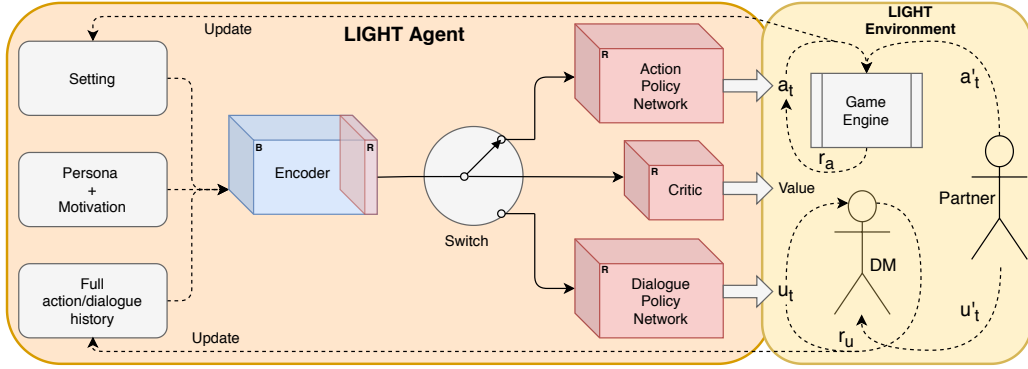 LIGHT Agent
LIGHT
Environment
Update
Setting
Persona
+
Motivation
Full
action/dialogue
history
Update
B
R
Encoder
Switch
R
Action
Policy
Network
R
Critic
R
Dialogue
Policy
Network
a_t
Value
u_t
Game
Engine
r_a
a'_t
Partner
DM
r_u
u'_t